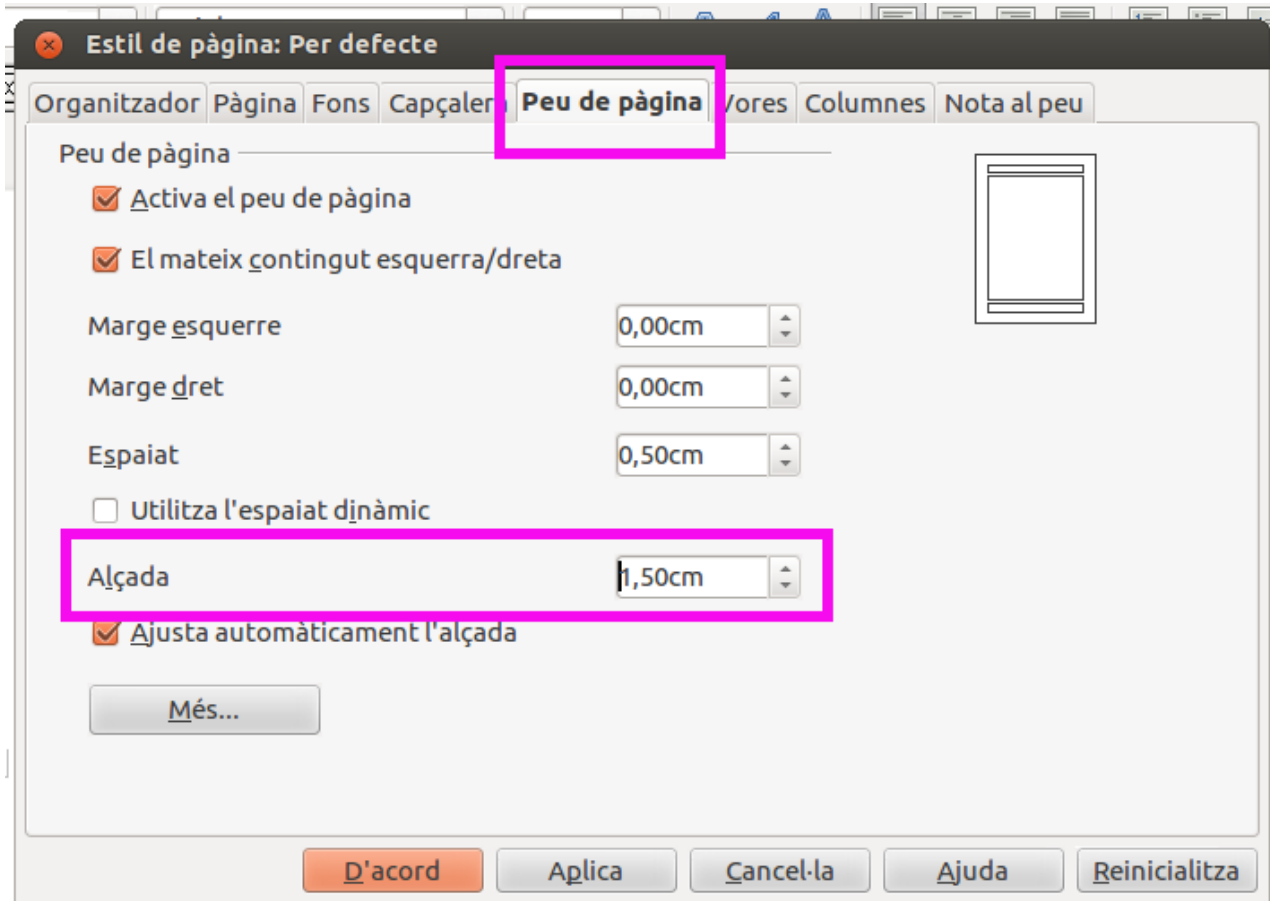 Estil de pàgina: Per defecte
Organitzador Pàgina Fons Capçalera Peu de pàgina Vores Columnes Nota al peu
Peu de pàgina
Activa el peu de pàgina
El mateix contingut esquerra/dreta
Marge esquerre 0,00cm
Marge dret 0,00cm
Espaiat 0,50cm
Utilitza l'espaiat dinàmic
Alçada 1,50cm
Ajusta automàticament l'alçada
Més...
D'acord Aplica Cancel·la Ajuda Reinicialitza